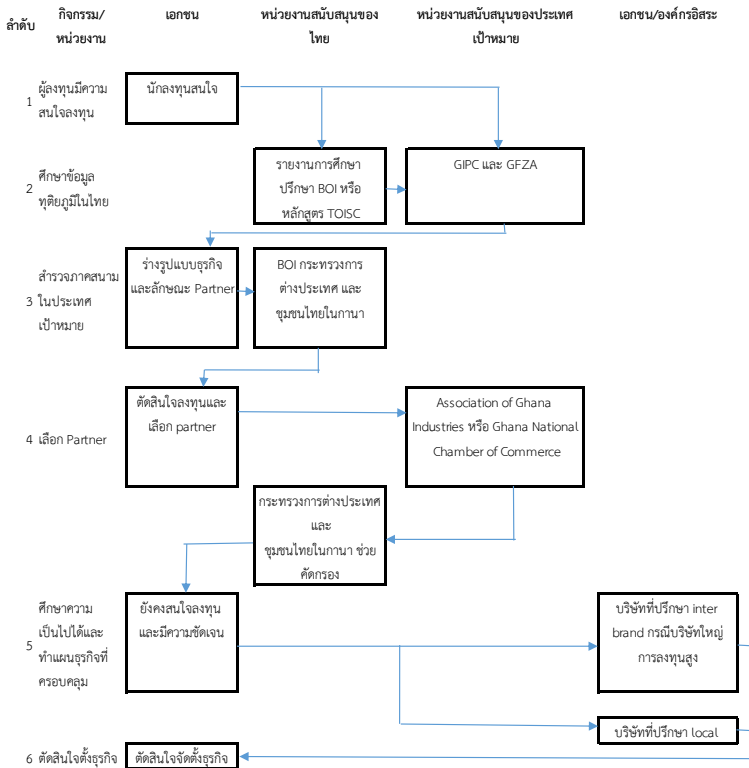 ลำดับ
กิจกรรม/
หน่วยงาน
เอกชน
หน่วยงานสนับสนุนของ
ไทย
หน่วยงานสนับสนุนของประเทศ
เป้าหมาย
เอกชน/องค์กรอิสระ
1
ผู้ลงทุนมีความ
สนใจลงทุน
นักลงทุนสนใจ
2
ศึกษาข้อมูล
ทุติยภูมิในไทย
รายงานการศึกษา
ปรึกษา BOI หรือ
หลักสูตร TOISC
GIPC และ GFZA
3
สำรวจภาคสนาม
ในประเทศ
เป้าหมาย
ร่างรูปแบบธุรกิจ
และลักษณะ Partner
BOI กระทรวงการ
ต่างประเทศ และ
ชุมชนไทยในกานา
4 เลือก Partner
ตัดสินใจลงทุนและ
เลือก partner
Association of Ghana
Industries หรือ Ghana National
Chamber of Commerce
กระทรวงการต่างประเทศ
และ
ชุมชนไทยในกานา ช่วย
คัดกรอง
5
ศึกษาความ
เป็นไปได้และ
ทำแผนธุรกิจที่
ครอบคลุม
ยังคงสนใจลงทุน
และมีความชัดเจน
บริษัทที่ปรึกษา inter
brand กรณีบริษัทใหญ่
การลงทุนสูง
บริษัทที่ปรึกษา local
6 ตัดสินใจตั้งธุรกิจ
ตัดสินใจจัดตั้งธุรกิจ